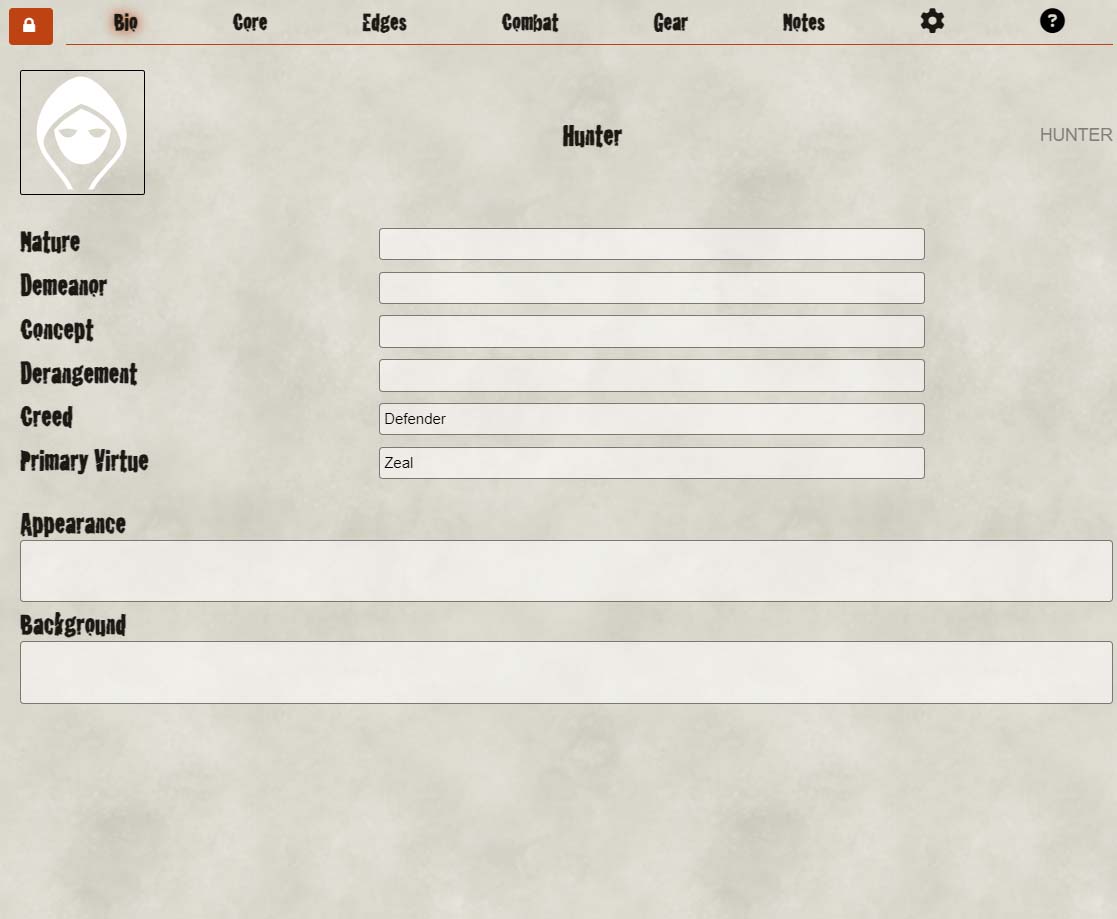 Bio Core Edges Combat Gear Notes ?
Hunter HUNTER
Nature
Demeanor
Concept
Derangement
Creed Defender
Primary Virtue Zeal
Appearance
Background